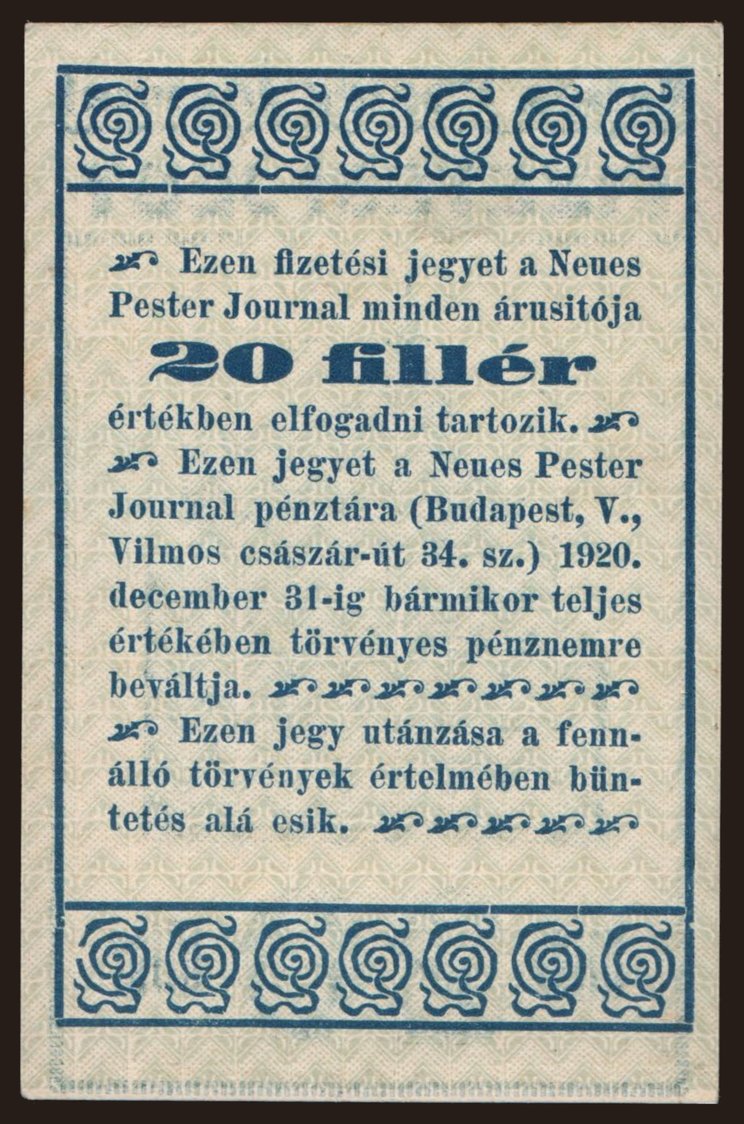 Ezen fizetési jegyet a Neues
Pester Journal minden árusitója
20 fillér
értékben elfogadni tartozik.
Ezen jegyet a Neues Pester
Journal pénztára (Budapest, V.,
Vilmos császár-út 34. sz.) 1920.
december 31-ig bármikor teljes
értékében törvényes pénznemre
beváltja.
Ezen jegy utánzása a fenn-
álló törvények értelmében bün-
tetés alá esik.